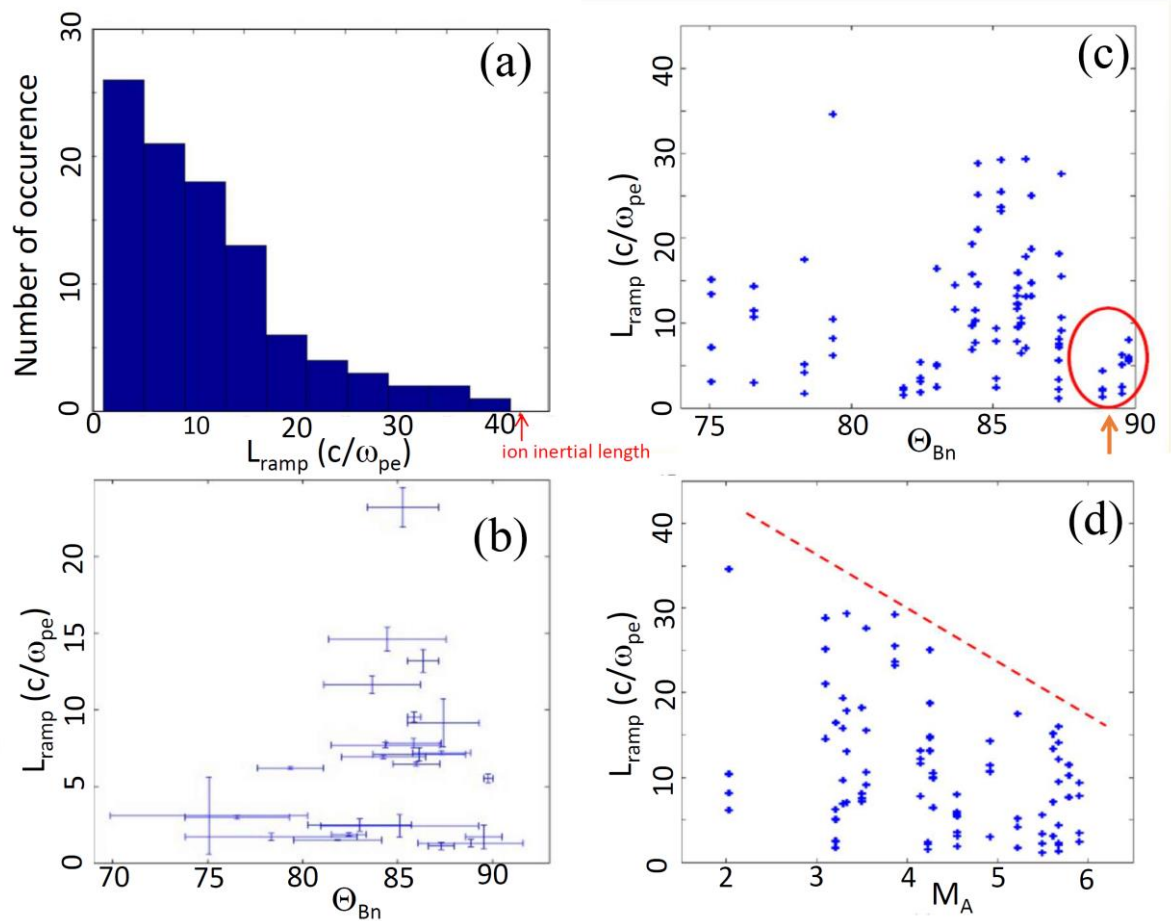 (a)
Number of occurence
30
20
10
0
0 10 20 30 40
L_ramp (c/ω_pe)
ion inertial length
(c)
L_ramp (c/ω_pe)
40
30
20
10
0
75 80 85 90
Θ_Bn
(b)
L_ramp (c/ω_pe)
20
15
10
5
0
70 75 80 85 90
Θ_Bn
(d)
L_ramp (c/ω_pe)
40
30
20
10
0
2 3 4 5 6
M_A